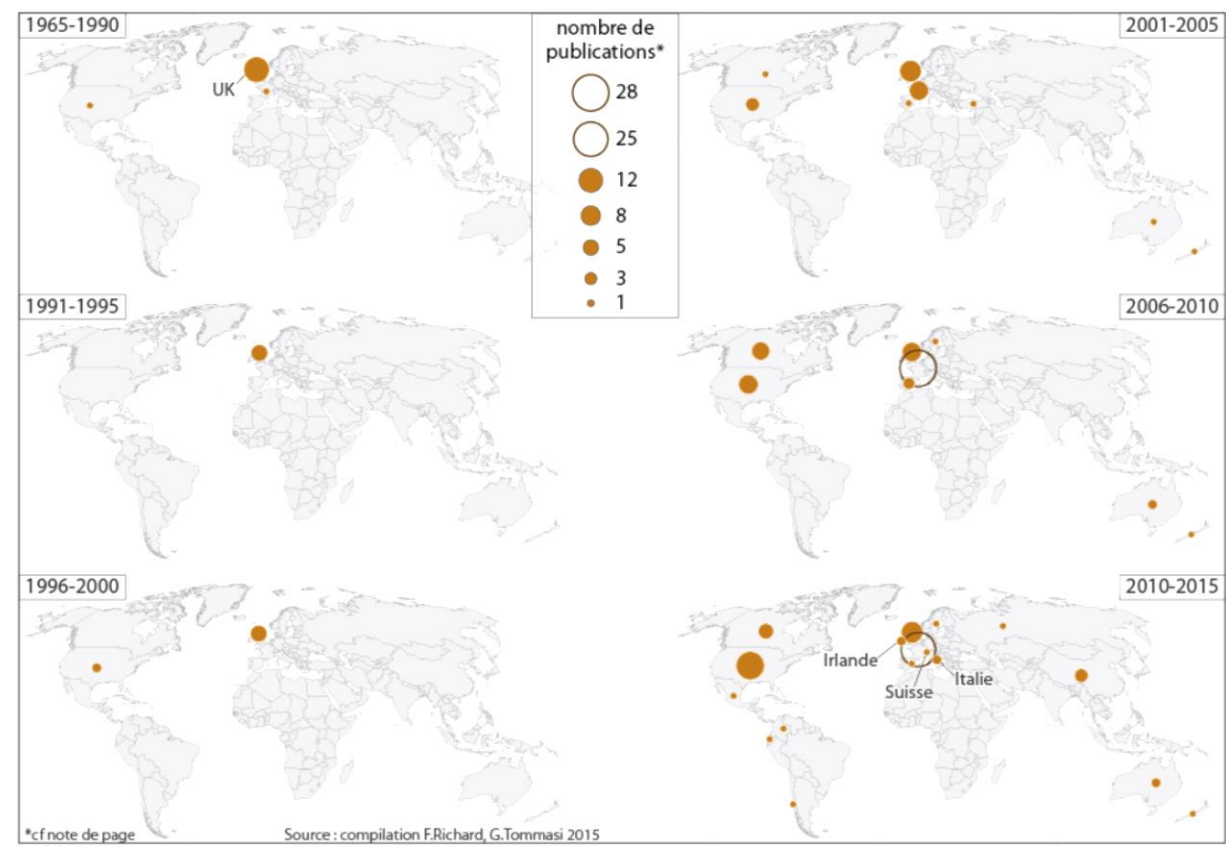 1965-1990
UK
nombre de
publications*
28
25
12
8
5
3
1
2001-2005
1991-1995
2006-2010
1996-2000
2010-2015
Irlande
Suisse
Italie
*cf note de page
Source : compilation F.Richard, G.Tommasi 2015